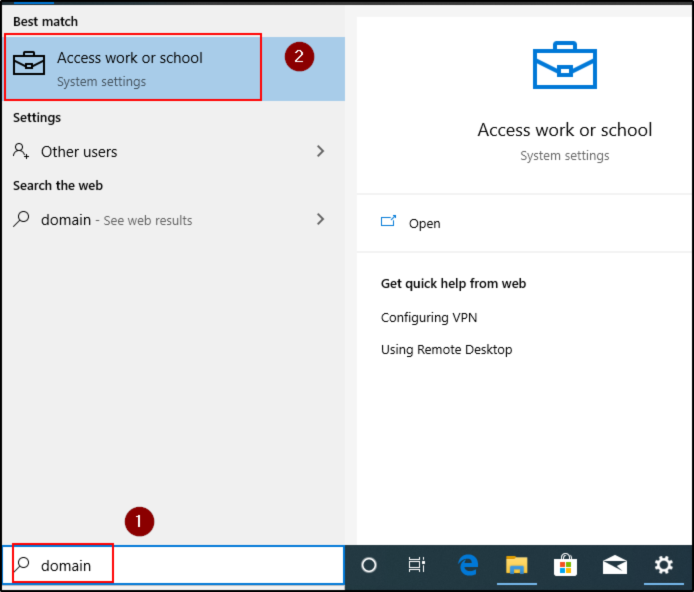 Best match
Access work or school
System settings
2
Settings
Other users
Search the web
domain - See web results
1
domain
Access work or school
System settings
Open
Get quick help from web
Configuring VPN
Using Remote Desktop